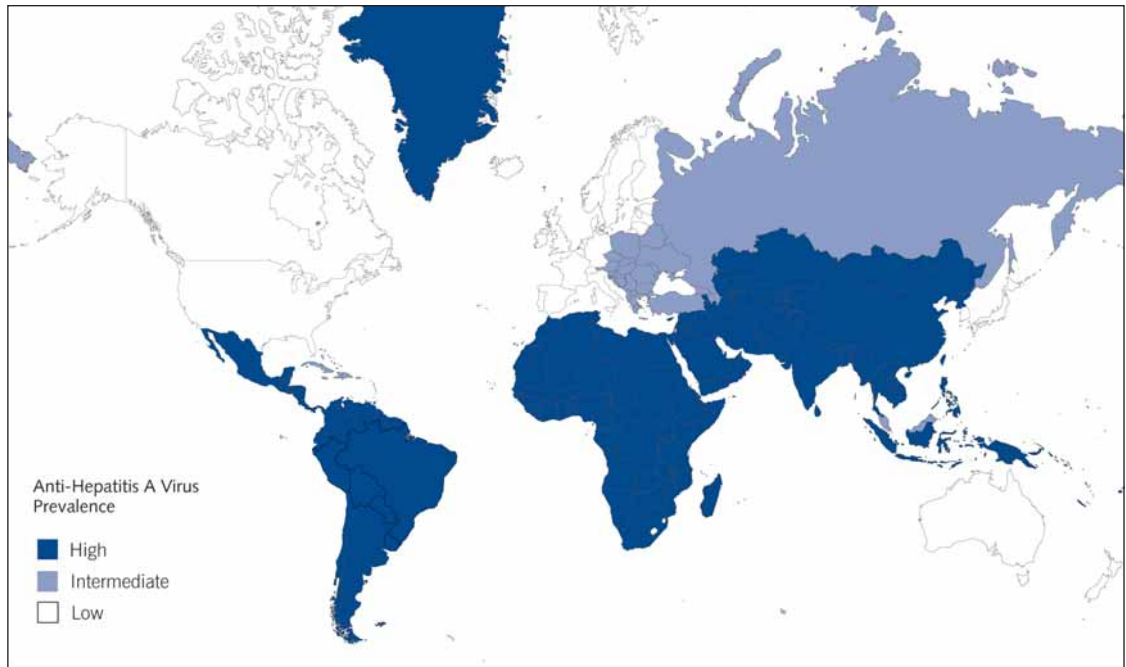 Anti-Hepatitis A Virus
Prevalence
High
Intermediate
Low